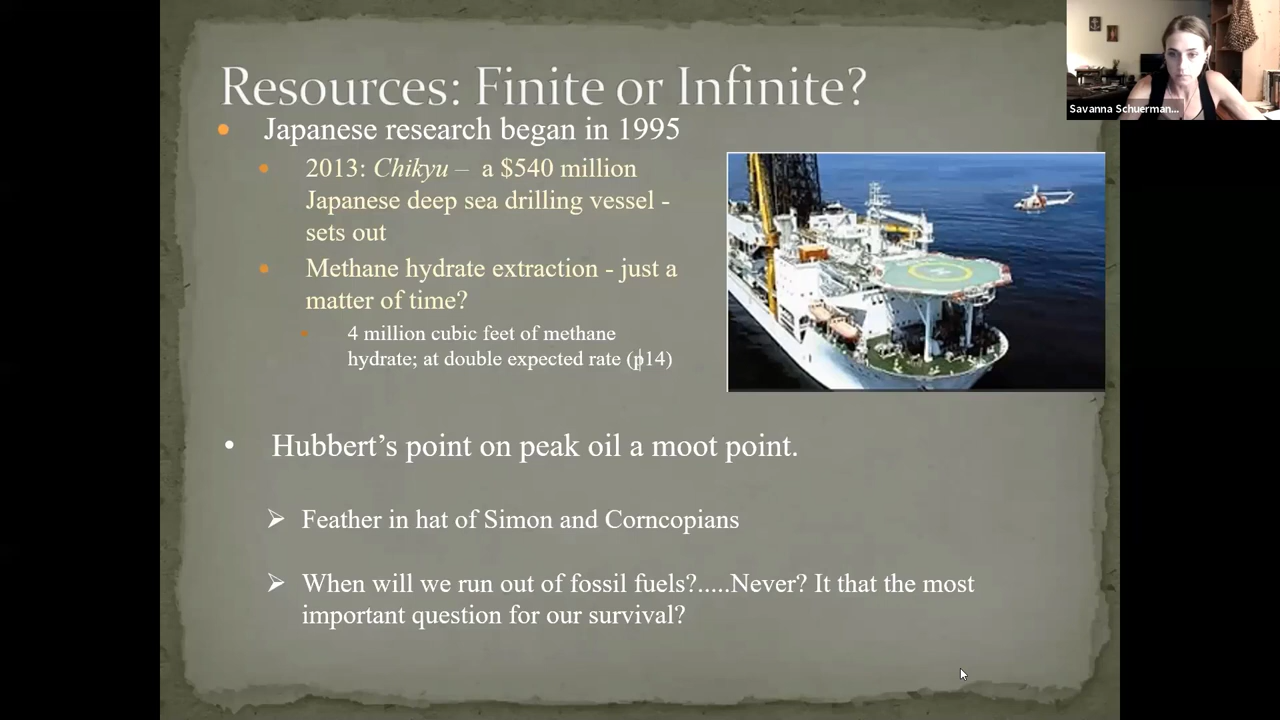 Resources: Finite or Infinite?
Savanna Schuerman...
• Japanese research began in 1995
• 2013: Chikyu – a $540 million
Japanese deep sea drilling vessel -
sets out
• Methane hydrate extraction - just a
matter of time?
• 4 million cubic feet of methane
hydrate; at double expected rate (p14)
• Hubbert’s point on peak oil a moot point.
➢ Feather in hat of Simon and Corncopians
➢ When will we run out of fossil fuels?.....Never? It that the most
important question for our survival?